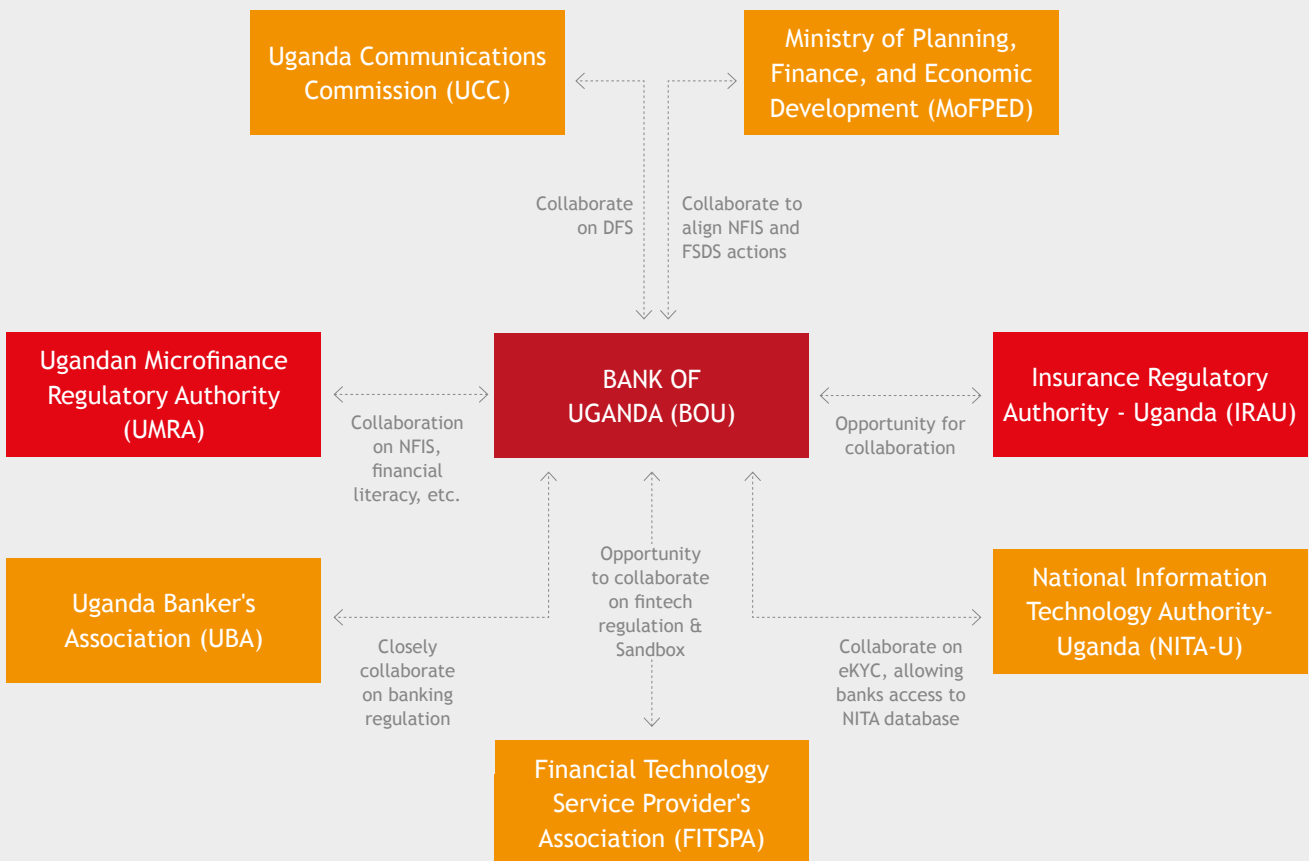 Uganda Communications
Commission (UCC)
Ministry of Planning,
Finance, and Economic
Development (MoFPED)
Collaborate
on DFS
Collaborate to
align NFIS and
FSDS actions
Ugandan Microfinance
Regulatory Authority
(UMRA)
Collaboration
on NFIS,
financial
literacy, etc.
BANK OF
UGANDA (BOU)
Opportunity for
collaboration
Insurance Regulatory
Authority - Uganda (IRAU)
Uganda Banker's
Association (UBA)
Closely
collaborate
on banking
regulation
Opportunity
to collaborate
on fintech
regulation &
Sandbox
Collaborate on
eKYC, allowing
banks access to
NITA database
National Information
Technology Authority-
Uganda (NITA-U)
Financial Technology
Service Provider's
Association (FITSPA)